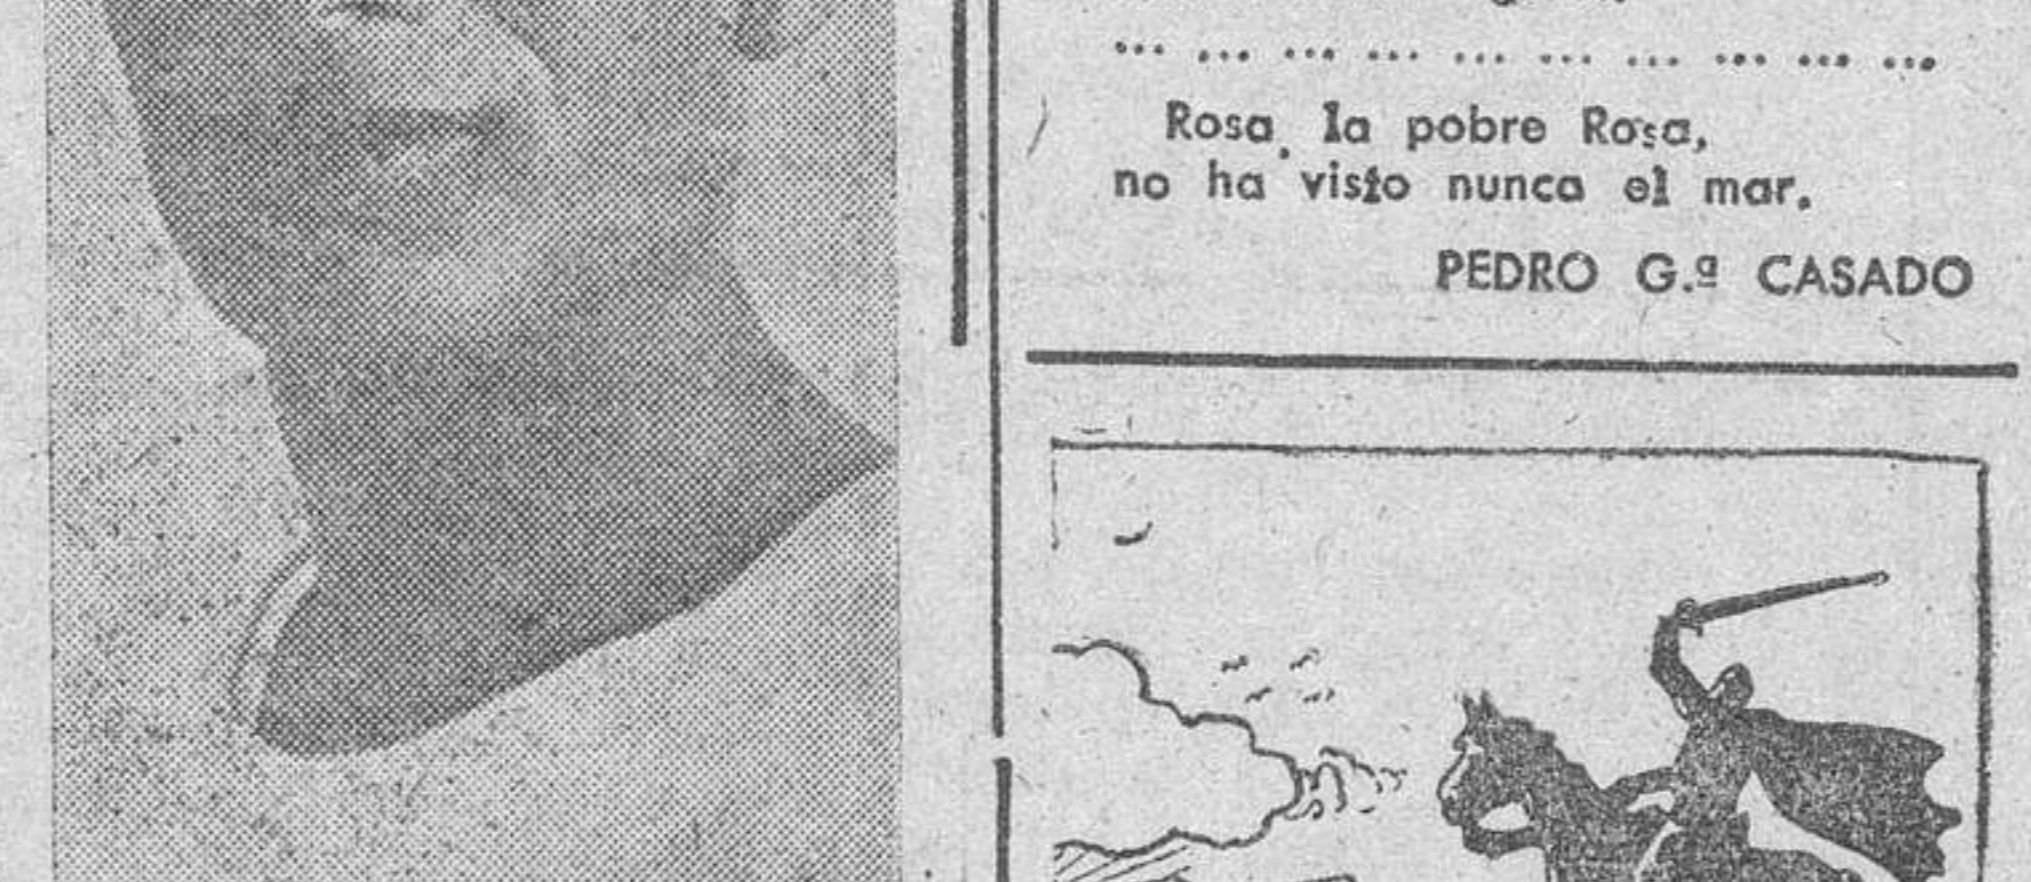 ... ... ... ... ... ... ... ... ... ...
Rosa, la pobre Rosa,
no ha visto nunca el mar.
PEDRO G.ª CASADO